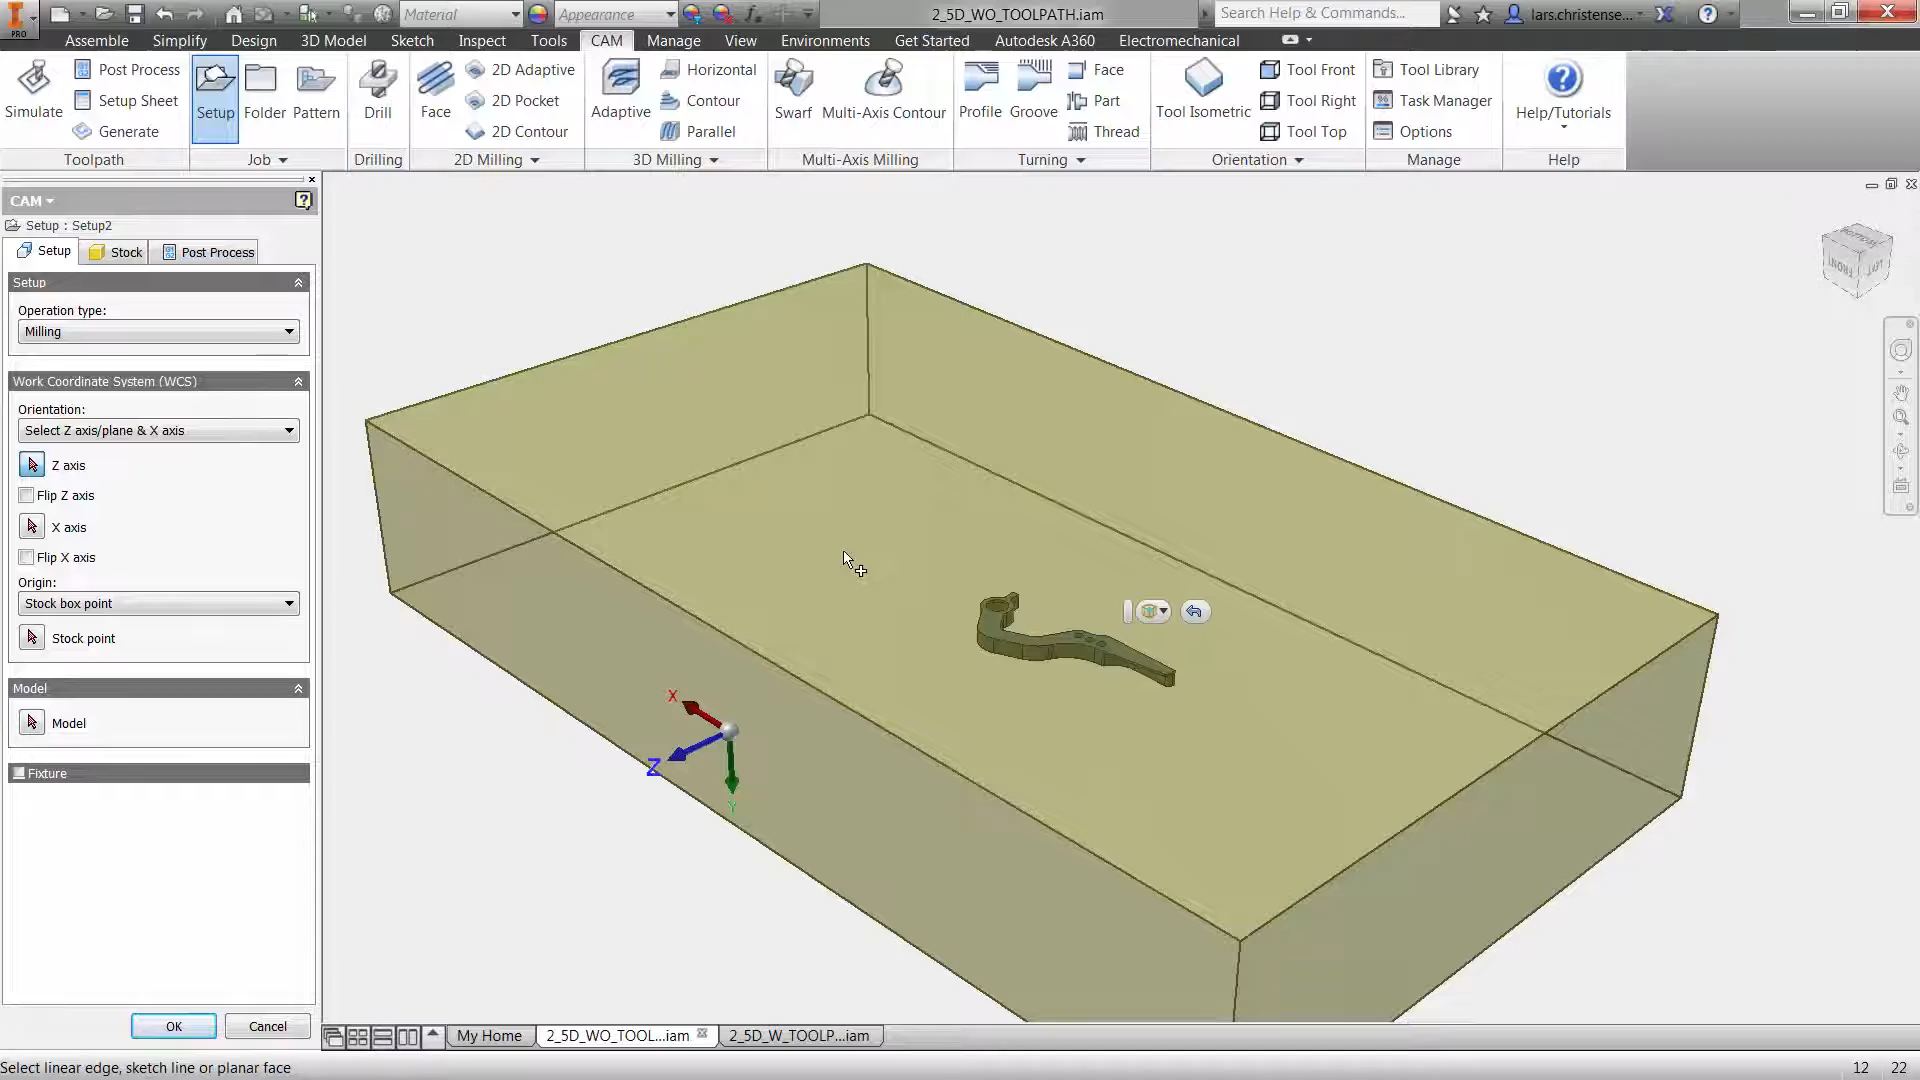 PRO
Material
Appearance
2_5D_WO_TOOLPATH.iam
Search Help & Commands...
lars.christense...
Assemble Simplify Design 3D Model Sketch Inspect Tools CAM Manage View Environments Get Started Autodesk A360 Electromechanical
Simulate
Post Process
Setup Sheet
Generate
Toolpath
Setup
Folder
Pattern
Job
Drill
Drilling
Face
2D Adaptive
2D Pocket
2D Contour
2D Milling
Adaptive
Horizontal
Contour
Parallel
3D Milling
Swarf
Multi-Axis Contour
Multi-Axis Milling
Profile
Groove
Face
Part
Thread
Turning
Tool Isometric
Tool Front
Tool Right
Tool Top
Orientation
Tool Library
Task Manager
Options
Manage
Help/Tutorials
Help
CAM
Setup : Setup2
Setup Stock Post Process
Setup
Operation type:
Milling
Work Coordinate System (WCS)
Orientation:
Select Z axis/plane & X axis
Z axis
Flip Z axis
X axis
Flip X axis
Origin:
Stock box point
Stock point
Model
Model
Fixture
OK Cancel
X
Z
Y
BOTTOM
FRONT
LEFT
My Home 2_5D_WO_TOOL...iam 2_5D_W_TOOLP...iam
Select linear edge, sketch line or planar face
12 22